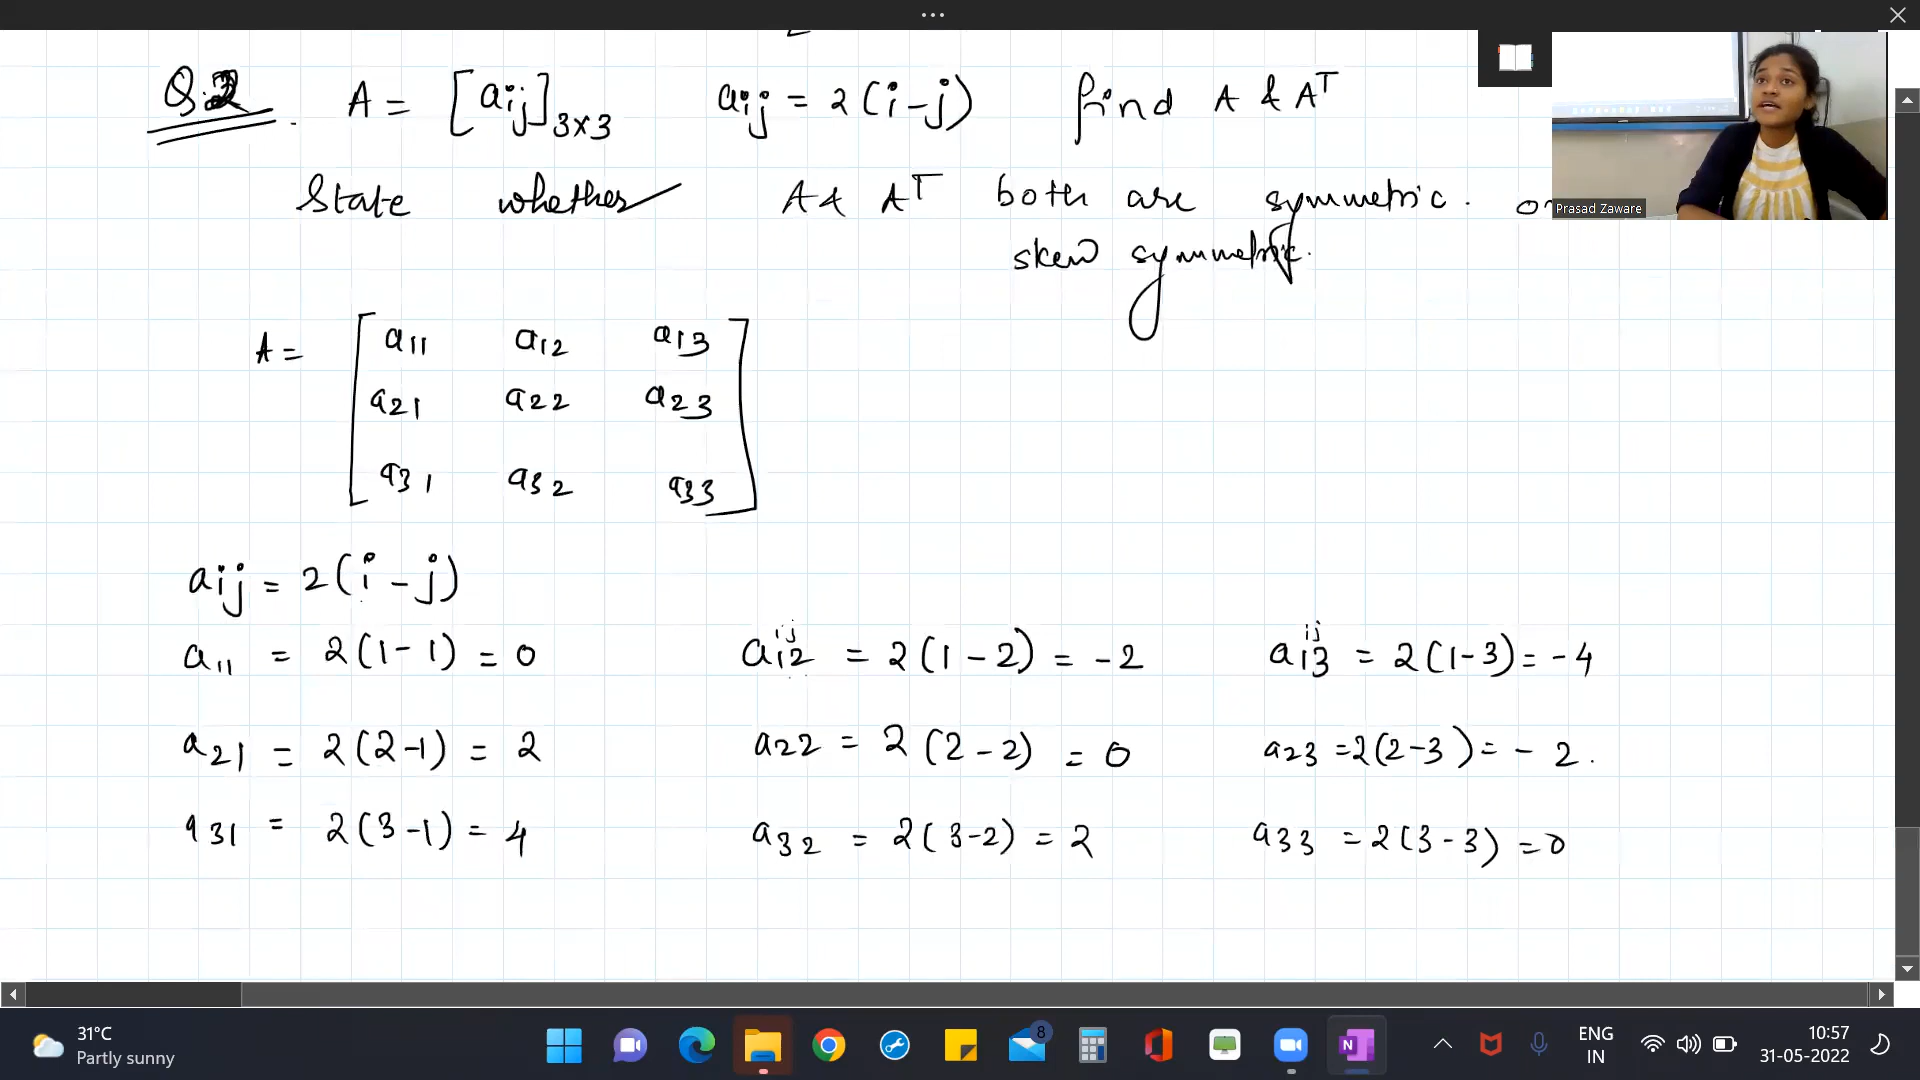 Q.2. A = [aij]3×3 aij = 2(i-j) find A & AT
State whether A & AT both are symmetric. or
skew symmetric.
Prasad Zaware
A = [ a11 a12 a13
a21 a22 a23
a31 a32 a33 ]
aij = 2(i-j)
ij ij
a11 = 2(1-1) = 0 a12 = 2(1-2) = -2 a13 = 2(1-3) = -4
a21 = 2(2-1) = 2 a22 = 2(2-2) = 0 a23 = 2(2-3) = -2.
a31 = 2(3-1) = 4 a32 = 2(3-2) = 2 a33 = 2(3-3) = 0
31°C
Partly sunny
8
N
ENG
IN
10:57
31-05-2022